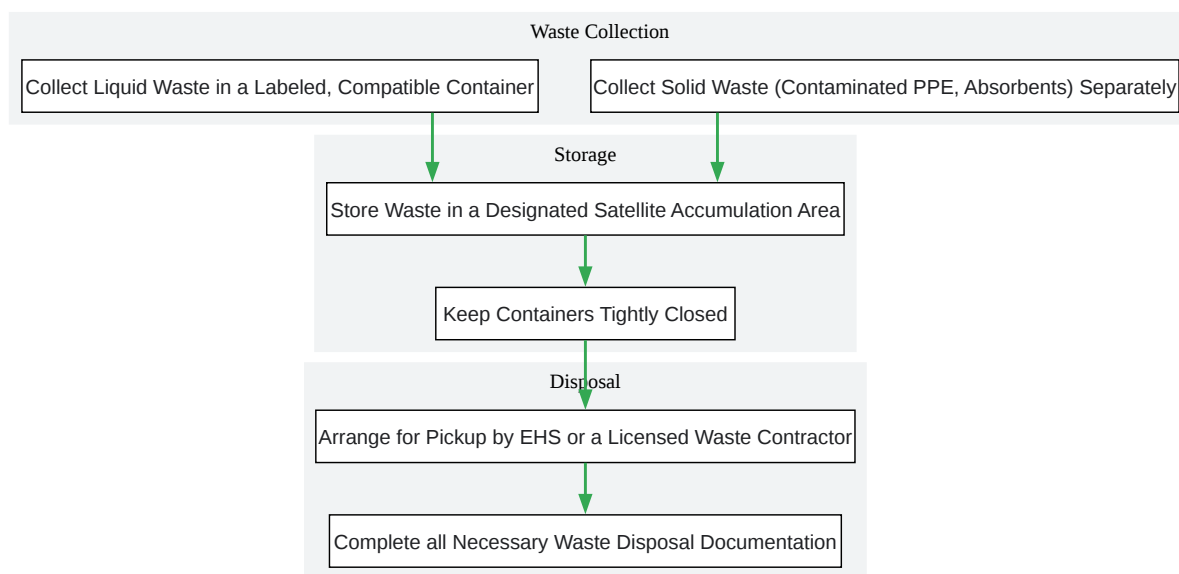 Waste Collection
Collect Liquid Waste in a Labeled, Compatible Container
Collect Solid Waste (Contaminated PPE, Absorbents) Separately
Storage
Store Waste in a Designated Satellite Accumulation Area
Keep Containers Tightly Closed
Disposal
Arrange for Pickup by EHS or a Licensed Waste Contractor
Complete all Necessary Waste Disposal Documentation